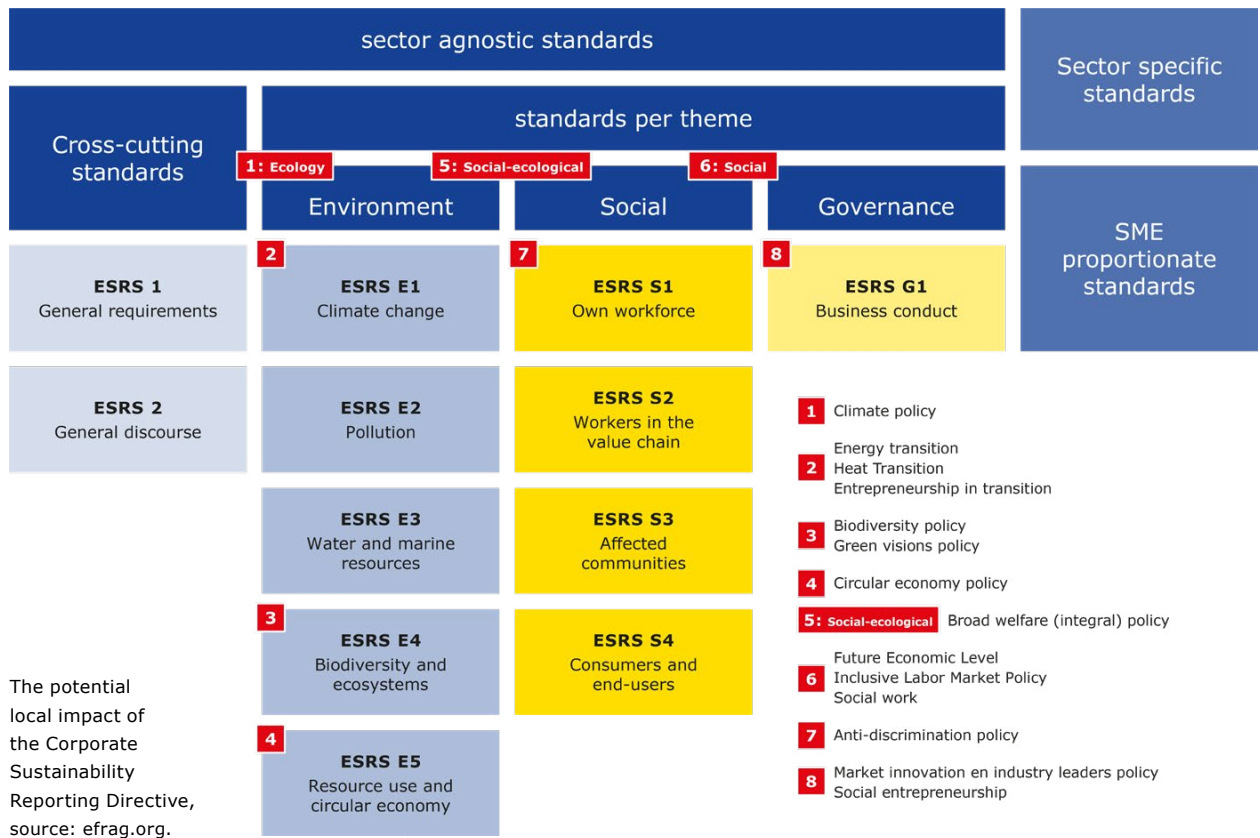 sector agnostic standards
Sector specific
standards
Cross-cutting
standards
standards per theme
1: Ecology
5: Social-ecological
6: Social
Environment
Social
Governance
SME
proportionate
standards
ESRS 1
General requirements
2
ESRS E1
Climate change
7
ESRS S1
Own workforce
8
ESRS G1
Business conduct
ESRS 2
General discourse
ESRS E2
Pollution
ESRS S2
Workers in the
value chain
ESRS E3
Water and marine
resources
ESRS S3
Affected
communities
3
ESRS E4
Biodiversity and
ecosystems
ESRS S4
Consumers and
end-users
4
ESRS E5
Resource use and
circular economy
1 Climate policy
Energy transition
2 Heat Transition
Entrepreneurship in transition
3 Biodiversity policy
Green visions policy
4 Circular economy policy
5: Social-ecological Broad welfare (integral) policy
Future Economic Level
6 Inclusive Labor Market Policy
Social work
7 Anti-discrimination policy
8 Market innovation en industry leaders policy
Social entrepreneurship
The potential
local impact of
the Corporate
Sustainability
Reporting Directive,
source: efrag.org.